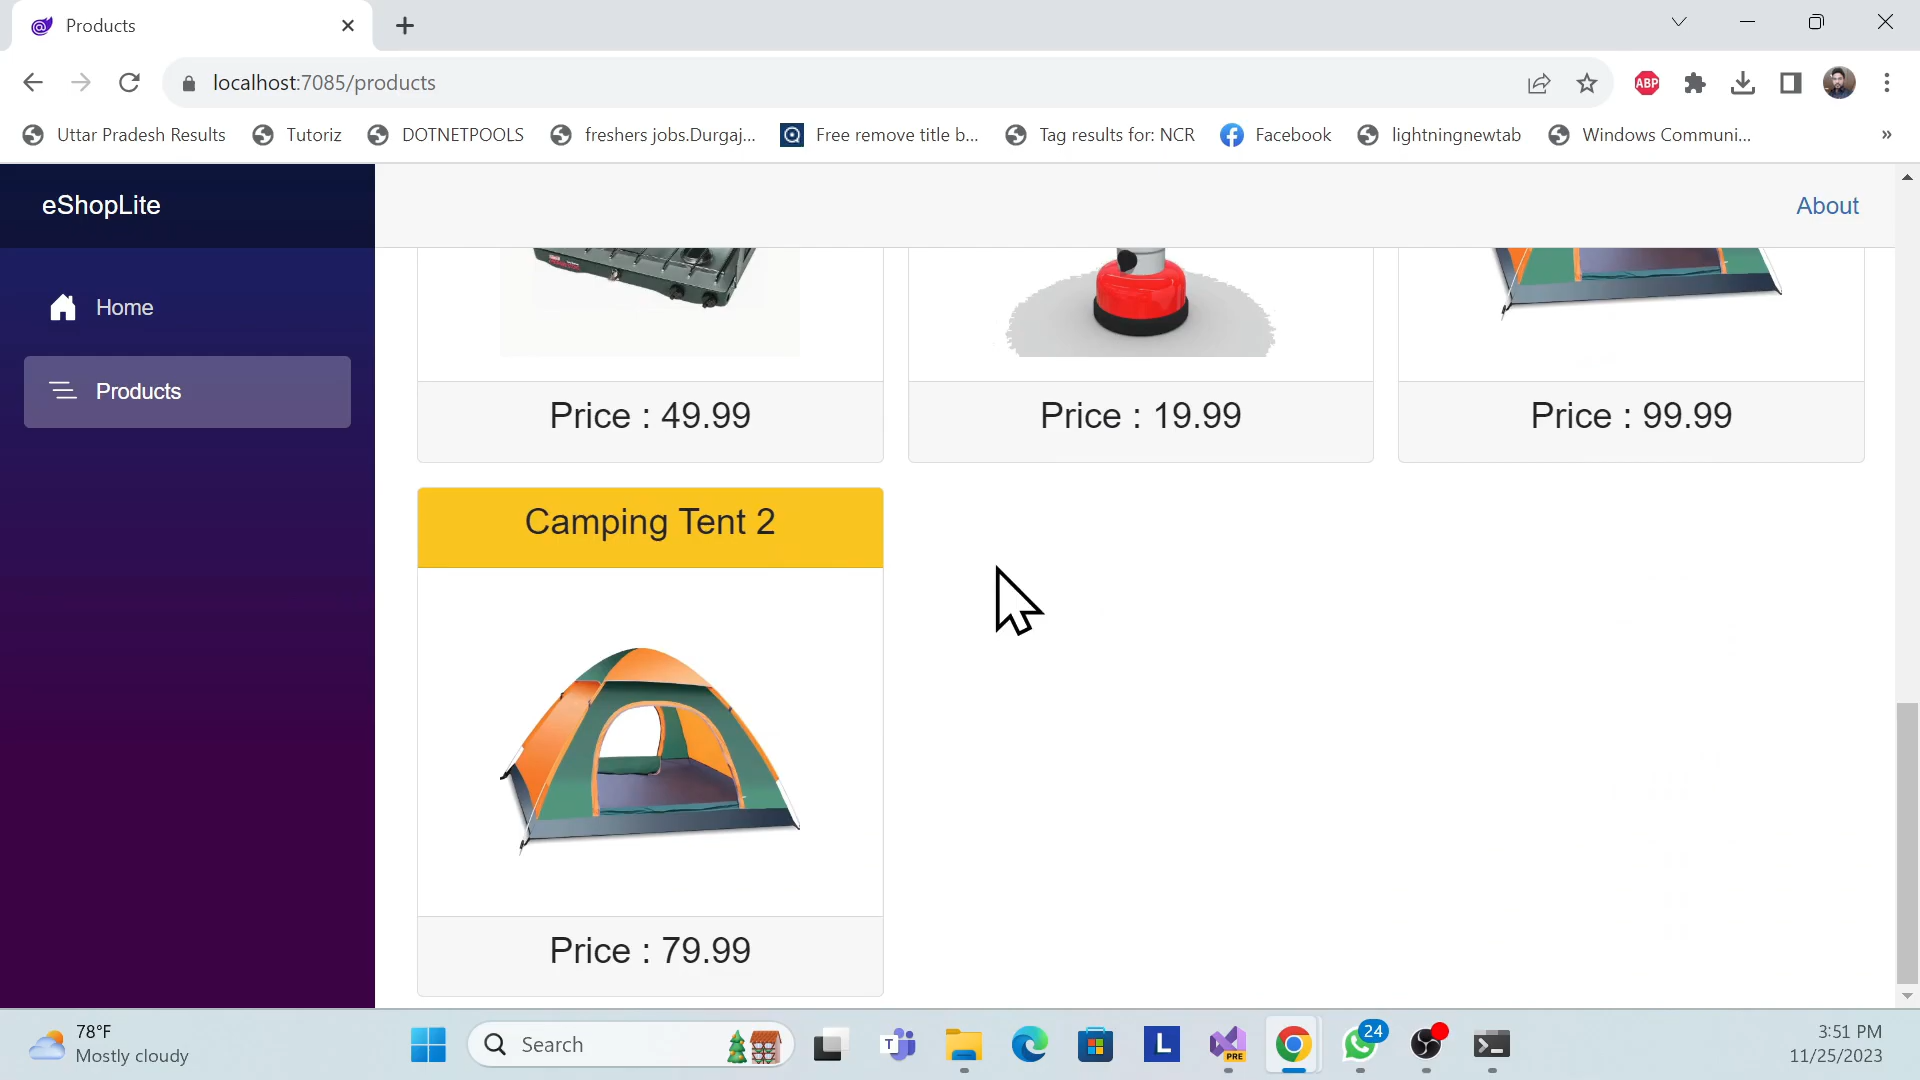 Products
localhost:7085/products
ABP
Uttar Pradesh Results
Tutoriz
DOTNETPOOLS
freshers jobs.Durgaj...
Free remove title b...
Tag results for: NCR
Facebook
lightningnewtab
Windows Communi...
»
eShopLite
About
Home
Products
Price : 49.99
Price : 19.99
Price : 99.99
Camping Tent 2
Price : 79.99
78°F
Mostly cloudy
Search
T
L
PRE
24
3:51 PM
11/25/2023